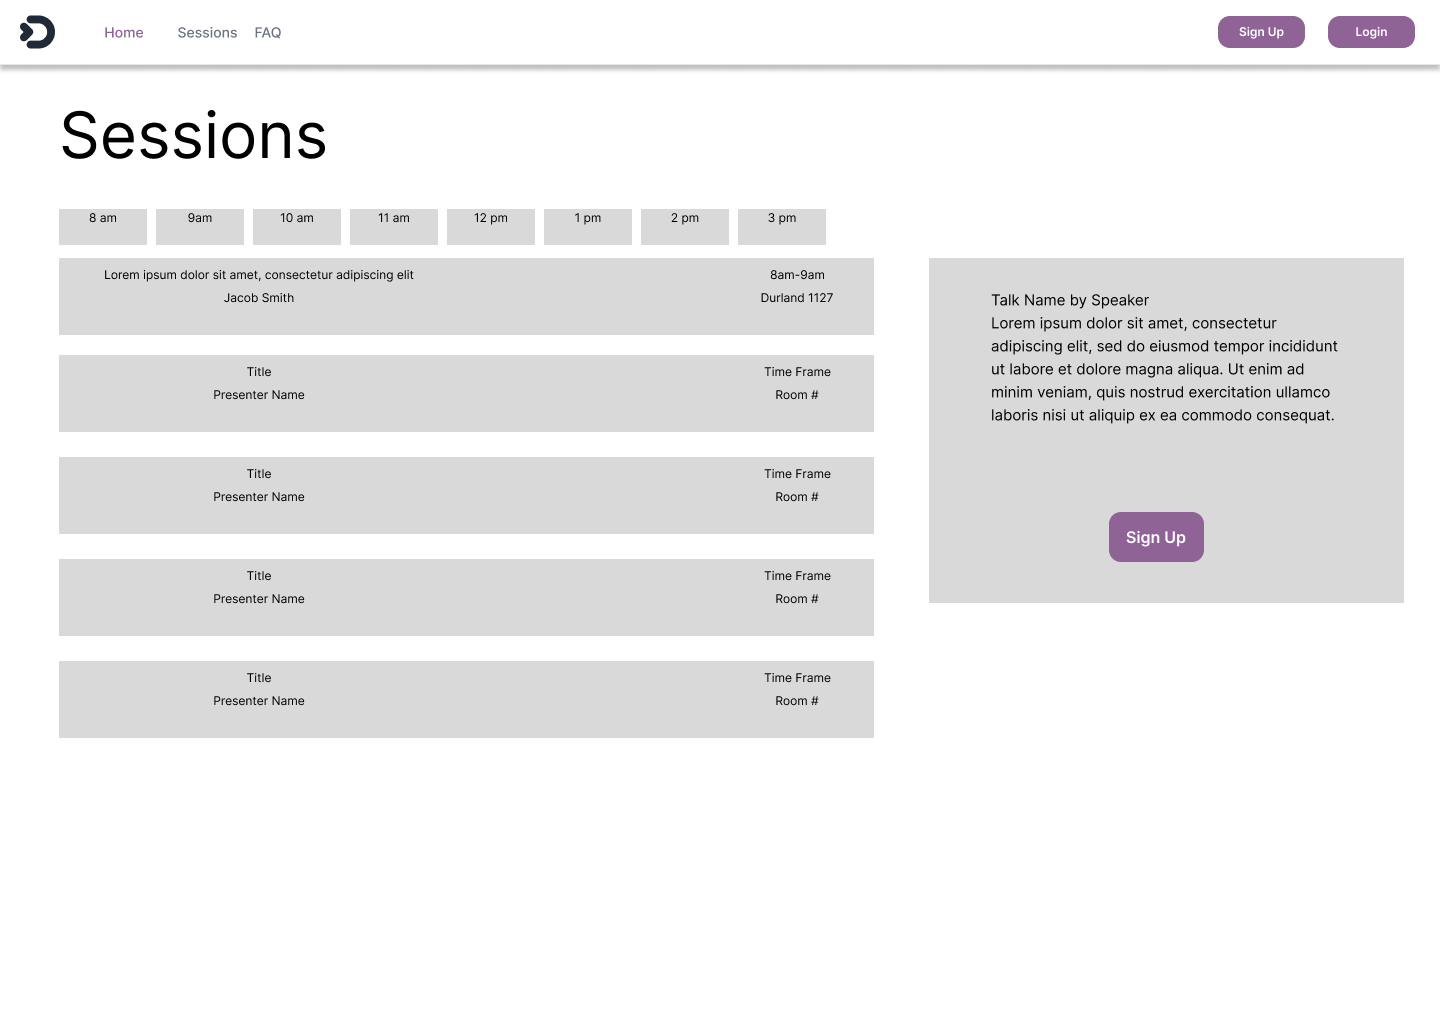 Home Sessions FAQ Sign Up Login
Sessions
8 am 9am 10 am 11 am 12 pm 1 pm 2 pm 3 pm
Lorem ipsum dolor sit amet, consectetur adipiscing elit 8am-9am
Jacob Smith Durland 1127
Title Time Frame
Presenter Name Room #
Title Time Frame
Presenter Name Room #
Title Time Frame
Presenter Name Room #
Title Time Frame
Presenter Name Room #
Talk Name by Speaker
Lorem ipsum dolor sit amet, consectetur
adipiscing elit, sed do eiusmod tempor incididunt
ut labore et dolore magna aliqua. Ut enim ad
minim veniam, quis nostrud exercitation ullamco
laboris nisi ut aliquip ex ea commodo consequat.
Sign Up